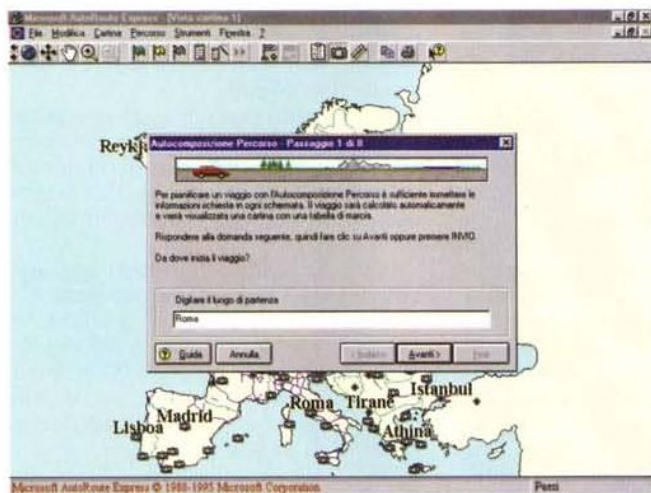 Microsoft AutoRoute Express - [Vista cartina 1]
File Modifica Cartina Percorso Strumenti Finestra ?
Reykja
Autocomposizione Percorso - Passaggio 1 di 8
Per pianificare un viaggio con l'Autocomposizione Percorso è sufficiente immettere le
informazioni richieste in ogni schermata. Il viaggio sarà calcolato automaticamente
e verrà visualizzata una cartina con una tabella di marcia.
Rispondere alla domanda seguente, quindi fare clic su Avanti oppure premere INVIO.
Da dove inizia il viaggio?
Digitare il luogo di partenza
Roma
Guida Annulla < Indietro Avanti > Fine
Lisboa Madrid Roma Tiranë Istanbul
Athína
Microsoft AutoRoute Express © 1988-1995 Microsoft Corporation Paesi